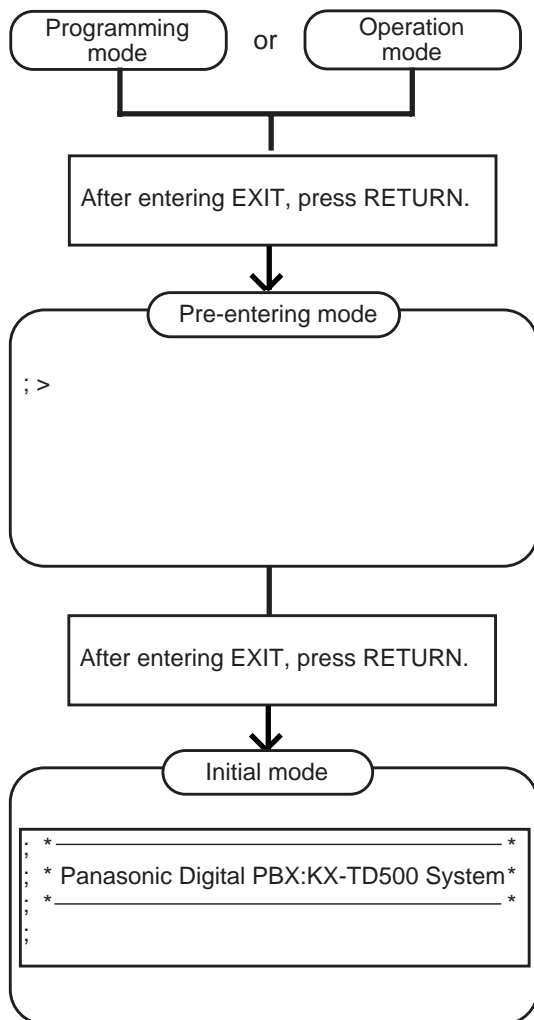 Programming
mode
or
Operation
mode
After entering EXIT, press RETURN.
Pre-entering mode
; >
After entering EXIT, press RETURN.
Initial mode
; * *
; * Panasonic Digital PBX:KX-TD500 System*
; * *
;